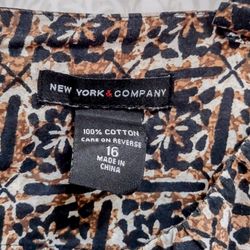 NEW YORK & COMPANY
100% COTTON
CARE ON REVERSE
16
MADE IN
CHINA